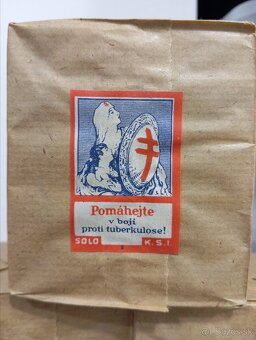 Pomáhejte
v boji
proti tuberkulose!
SOLO K.S.I.